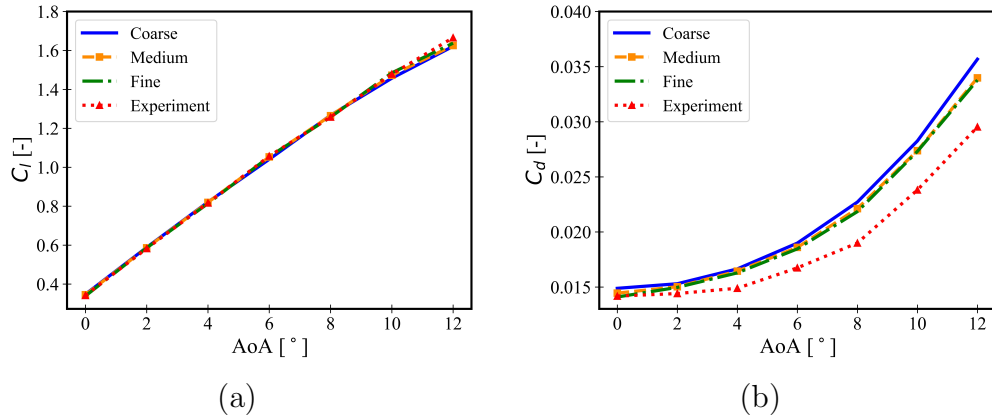 1.8
1.6
1.4
1.2
1.0
0.8
0.6
0.4
C_l [-]
Coarse
Medium
Fine
Experiment
0 2 4 6 8 10 12
AoA [ ° ]
(a)
0.040
0.035
0.030
0.025
0.020
0.015
C_d [-]
Coarse
Medium
Fine
Experiment
0 2 4 6 8 10 12
AoA [ ° ]
(b)